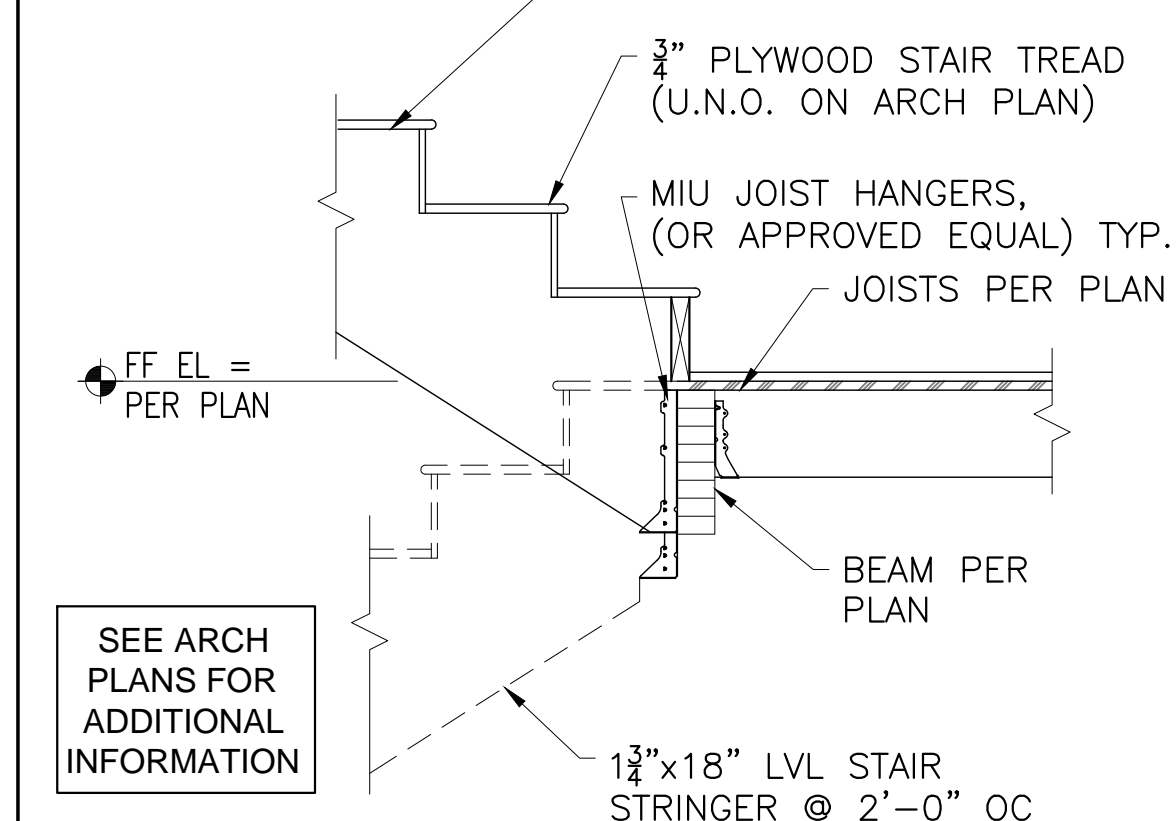 ¾” PLYWOOD STAIR TREAD
(U.N.O. ON ARCH PLAN)
MIU JOIST HANGERS,
(OR APPROVED EQUAL) TYP.
JOISTS PER PLAN
FF EL =
PER PLAN
BEAM PER
PLAN
SEE ARCH
PLANS FOR
ADDITIONAL
INFORMATION
1¾”x18” LVL STAIR
STRINGER @ 2’-0” OC